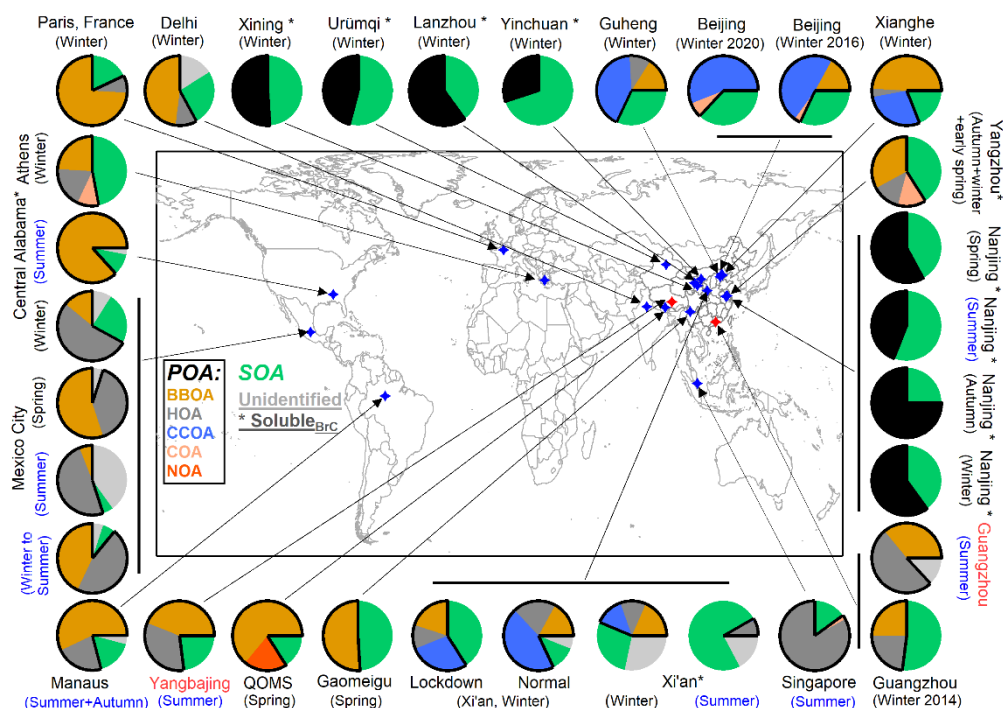 Paris, France
(Winter)
Delhi
(Winter)
Xining *
(Winter)
Urümqi *
(Winter)
Lanzhou *
(Winter)
Yinchuan *
(Winter)
Guheng
(Winter)
Beijing
(Winter 2020)
Beijing
(Winter 2016)
Xianghe
(Winter)
Athens
(Winter)
Central Alabama*
(Summer)
(Winter)
Mexico City
(Spring)
(Summer)
(Winter to
Summer)
POA:
SOA
BBOA
Unidentified
HOA
* Soluble BrC
CCOA
COA
NOA
Yangzhou*
(Autumn+winter
+early spring)
Nanjing *
(Spring)
Nanjing *
(Summer)
Nanjing *
(Autumn)
Nanjing *
(Winter)
Guangzhou
(Summer)
Manaus
(Summer+Autumn)
Yangbajing
(Summer)
QOMS
(Spring)
Gaomeigu
(Spring)
Lockdown
Normal
(Xi'an, Winter)
Xi'an*
(Winter)
(Summer)
Singapore
(Summer)
Guangzhou
(Winter 2014)